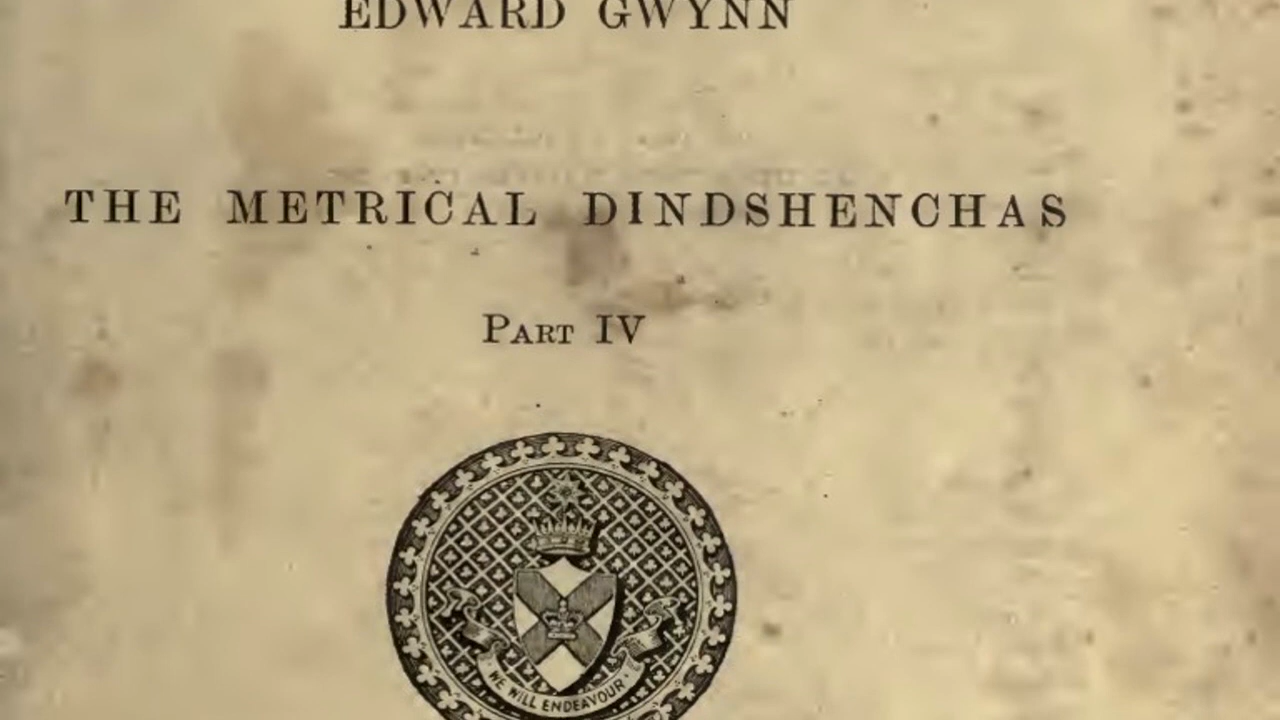 EDWARD GWYNN
THE METRICAL DINDSHENCHAS
PART IV
WE WILL ENDEAVOUR